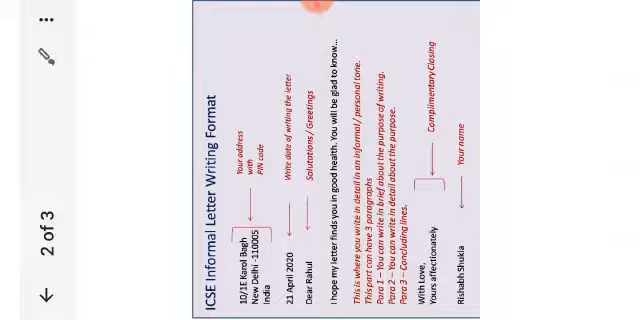 2 of 3
ICSE Informal Letter Writing Format
10/1E Karol Bagh
New Delhi -110005
India
Your address
with
PIN code
21 April 2020
Write date of writing the letter
Dear Rahul
Salutations / Greetings
I hope my letter finds you in good health. You will be glad to know...
This is where you write in detail in an informal / personal tone.
This part can have 3 paragraphs
Para 1 – You can write in brief about the purpose of writing.
Para 2 – You can write in detail about the purpose.
Para 3 – Concluding lines.
With Love,
Yours affectionately
Complimentary Closing
Rishabh Shukla
Your name